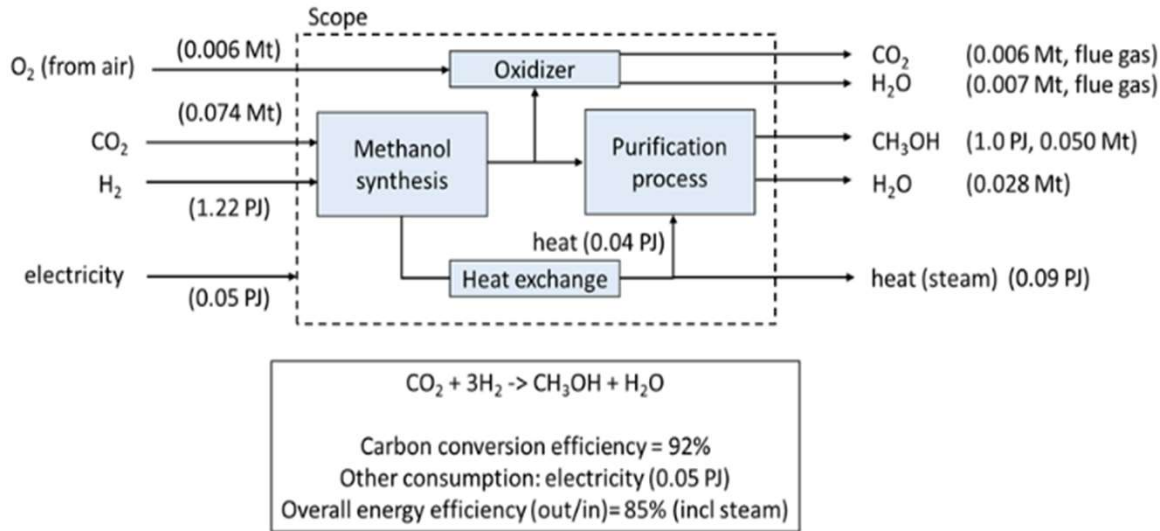 Scope
O₂ (from air)
(0.006 Mt)
Oxidizer
CO₂ (0.006 Mt, flue gas)
H₂O (0.007 Mt, flue gas)
(0.074 Mt)
CO₂
H₂
(1.22 PJ)
Methanol
synthesis
Purification
process
CH₃OH (1.0 PJ, 0.050 Mt)
H₂O (0.028 Mt)
heat (0.04 PJ)
electricity
(0.05 PJ)
Heat exchange
heat (steam) (0.09 PJ)
CO₂ + 3H₂ -> CH₃OH + H₂O
Carbon conversion efficiency = 92%
Other consumption: electricity (0.05 PJ)
Overall energy efficiency (out/in)= 85% (incl steam)